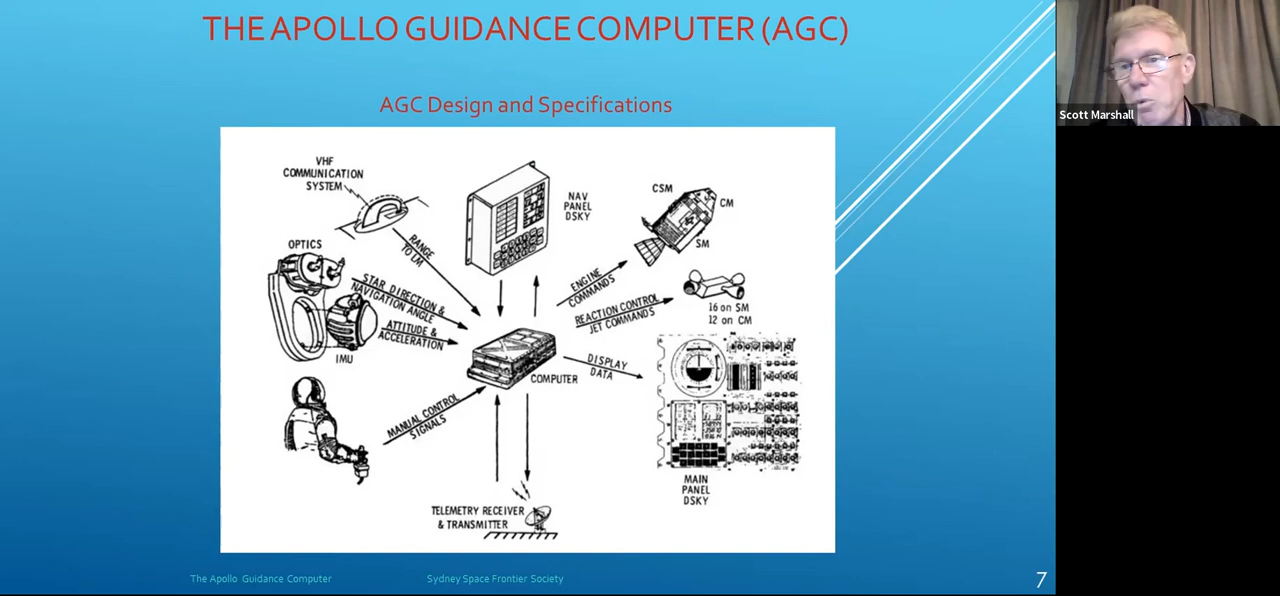 THE APOLLO GUIDANCE COMPUTER (AGC)
Scott Marshall
AGC Design and Specifications
VHF
COMMUNICATION
SYSTEM
NAV
PANEL
DSKY
CSM
CM
SM
OPTICS
RANGE
TO LM
STAR DIRECTION &
NAVIGATION ANGLE
ATTITUDE &
ACCELERATION
IMU
ENGINE
COMMANDS
REACTION CONTROL
JET COMMANDS
16 on SM
12 on CM
COMPUTER
DISPLAY
DATA
MANUAL CONTROL
SIGNALS
MAIN
PANEL
DSKY
TELEMETRY RECEIVER
& TRANSMITTER
The Apollo Guidance Computer
Sydney Space Frontier Society
7